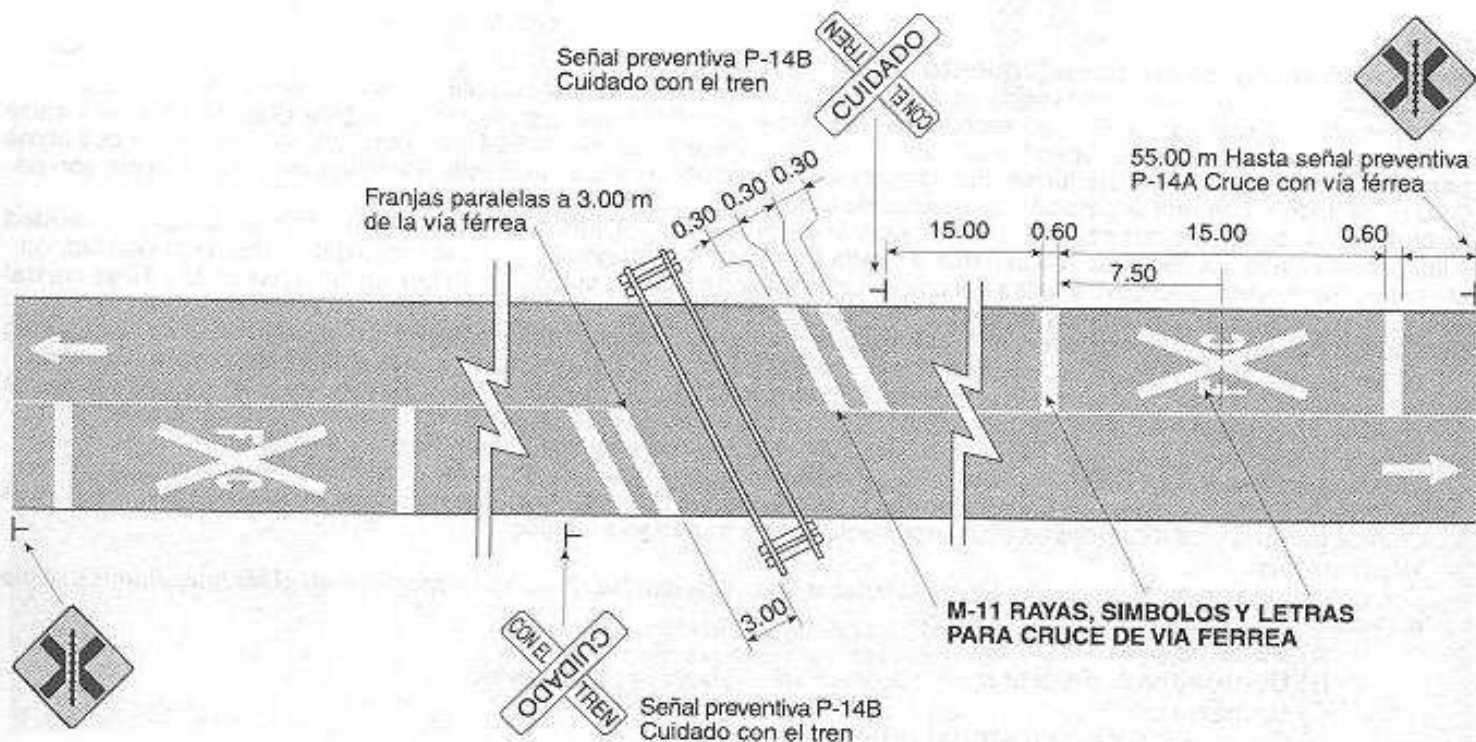 Señal preventiva P-14B
Cuidado con el tren
CUIDADO
CON EL
TREN
55.00 m Hasta señal preventiva
P-14A Cruce con vía férrea
Franjas paralelas a 3.00 m
de la vía férrea
0.30
0.30
0.30
15.00
0.60
15.00
0.60
7.50
F C
F C
3.00
M-11 RAYAS, SIMBOLOS Y LETRAS
PARA CRUCE DE VIA FERREA
CUIDADO
CON EL
TREN
Señal preventiva P-14B
Cuidado con el tren